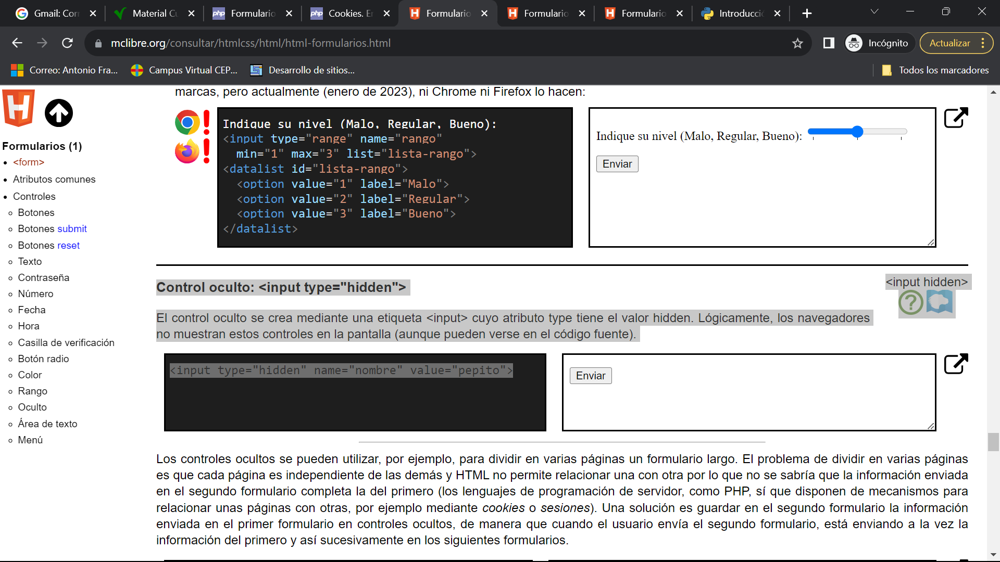 Gmail: Corr
Material Cu
php Formulario
php Cookies. En
Formulario
Formulario
Formulario
Introducció
mclibre.org/consultar/htmlcss/html/html-formularios.html
Incógnito
Actualizar
Correo: Antonio Fra...
Campus Virtual CEP...
Desarrollo de sitios...
Todos los marcadores
Formularios (1)
<form>
Atributos comunes
Controles
Botones
Botones submit
Botones reset
Texto
Contraseña
Número
Fecha
Hora
Casilla de verificación
Botón radio
Color
Rango
Oculto
Área de texto
Menú
marcas, pero actualmente (enero de 2023), ni Chrome ni Firefox lo hacen:
Indique su nivel (Malo, Regular, Bueno):
<input type="range" name="rango"
min="1" max="3" list="lista-rango">
<datalist id="lista-rango">
<option value="1" label="Malo">
<option value="2" label="Regular">
<option value="3" label="Bueno">
</datalist>
Indique su nivel (Malo, Regular, Bueno):
Enviar
Control oculto: <input type="hidden">
<input hidden>
El control oculto se crea mediante una etiqueta <input> cuyo atributo type tiene el valor hidden. Lógicamente, los navegadores
no muestran estos controles en la pantalla (aunque pueden verse en el código fuente).
<input type="hidden" name="nombre" value="pepito">
Enviar
Los controles ocultos se pueden utilizar, por ejemplo, para dividir en varias páginas un formulario largo. El problema de dividir en varias páginas
es que cada página es independiente de las demás y HTML no permite relacionar una con otra por lo que no se sabría que la información enviada
en el segundo formulario completa la del primero (los lenguajes de programación de servidor, como PHP, sí que disponen de mecanismos para
relacionar unas páginas con otras, por ejemplo mediante cookies o sesiones). Una solución es guardar en el segundo formulario la información
enviada en el primer formulario en controles ocultos, de manera que cuando el usuario envía el segundo formulario, está enviando a la vez la
información del primero y así sucesivamente en los siguientes formularios.